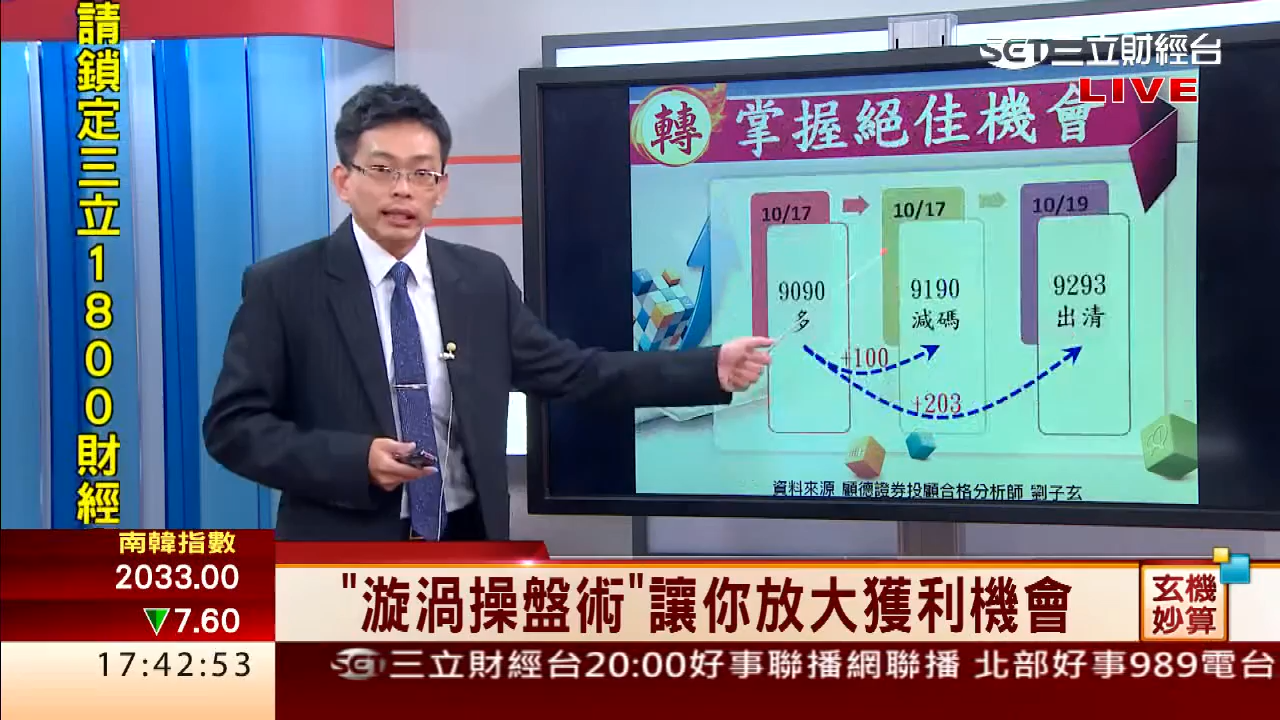 請鎖定三立1800財經
SET三立財經台
LIVE
轉
掌握絕佳機會
10/17
10/17
10/19
9090
多
9190
減碼
9293
出清
+100
+203
資料來源 顧德證券投顧合格分析師 劉子玄
南韓指數
2033.00
▼7.60
17:42:53
"漩渦操盤術"讓你放大獲利機會
玄機
妙算
SET三立財經台20:00好事聯播網聯播 北部好事989電台